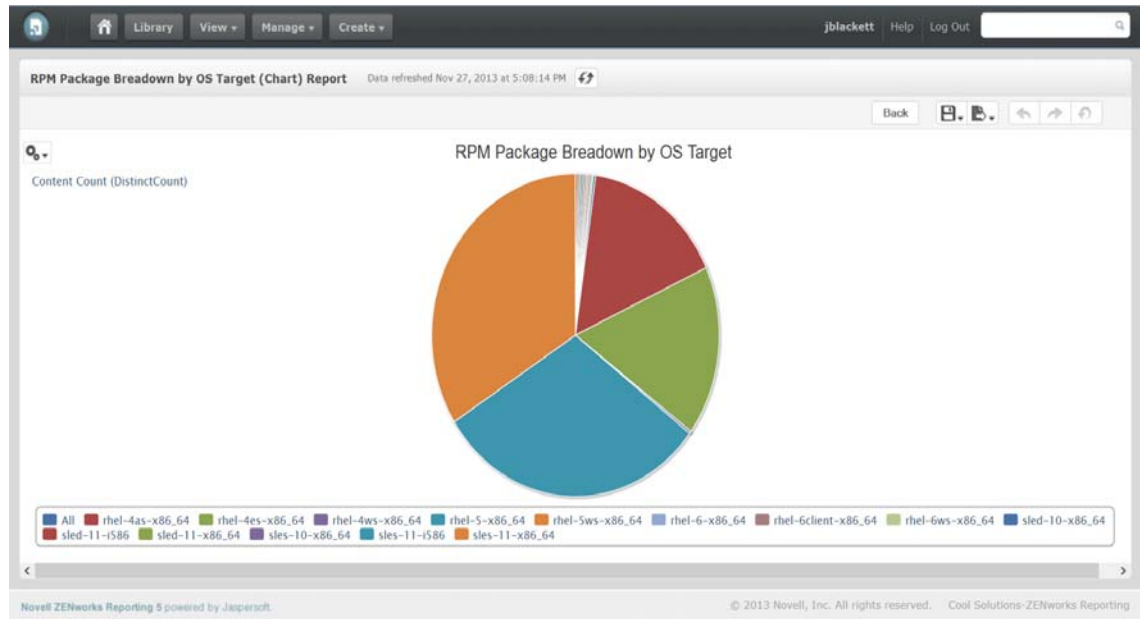 Library View Manage Create jblackett Help Log Out
RPM Package Breadown by OS Target (Chart) Report Data refreshed Nov 27, 2013 at 5:08:14 PM
Back
RPM Package Breadown by OS Target
Content Count (DistinctCount)
All rhel-4as-x86_64 rhel-4es-x86_64 rhel-4ws-x86_64 rhel-5-x86_64 rhel-5ws-x86_64 rhel-6-x86_64 rhel-6client-x86_64 rhel-6ws-x86_64 sled-10-x86_64
sled-11-i586 sled-11-x86_64 sles-10-x86_64 sles-11-i586 sles-11-x86_64
Novell ZENworks Reporting 5 powered by Jaspersoft. © 2013 Novell, Inc. All rights reserved. Cool Solutions-ZENworks Reporting